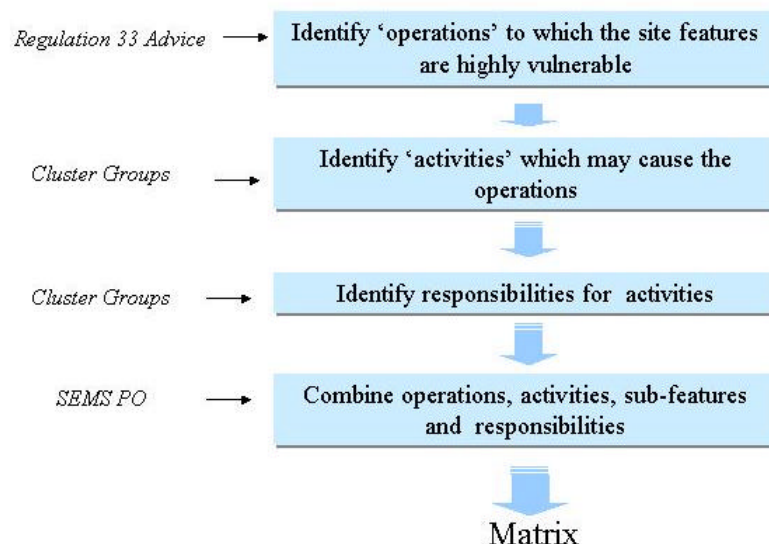 Regulation 33 Advice
Identify ‘operations’ to which the site features
are highly vulnerable
Cluster Groups
Identify ‘activities’ which may cause the
operations
Cluster Groups
Identify responsibilities for activities
SEMS PO
Combine operations, activities, sub-features
and responsibilities
Matrix